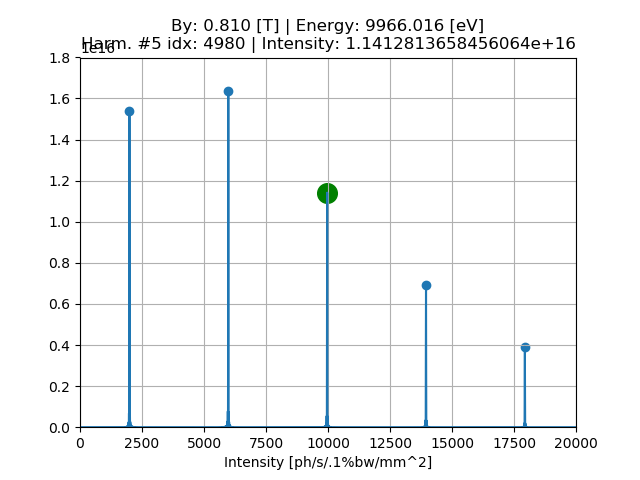 By: 0.810 [T] | Energy: 9966.016 [eV]
Harm. #5 idx: 4980 | Intensity: 1.1412813658456064e+16
1e16
1.8
1.6
1.4
1.2
1.0
0.8
0.6
0.4
0.2
0.0
0 2500 5000 7500 10000 12500 15000 17500 20000
Intensity [ph/s/.1%bw/mm^2]